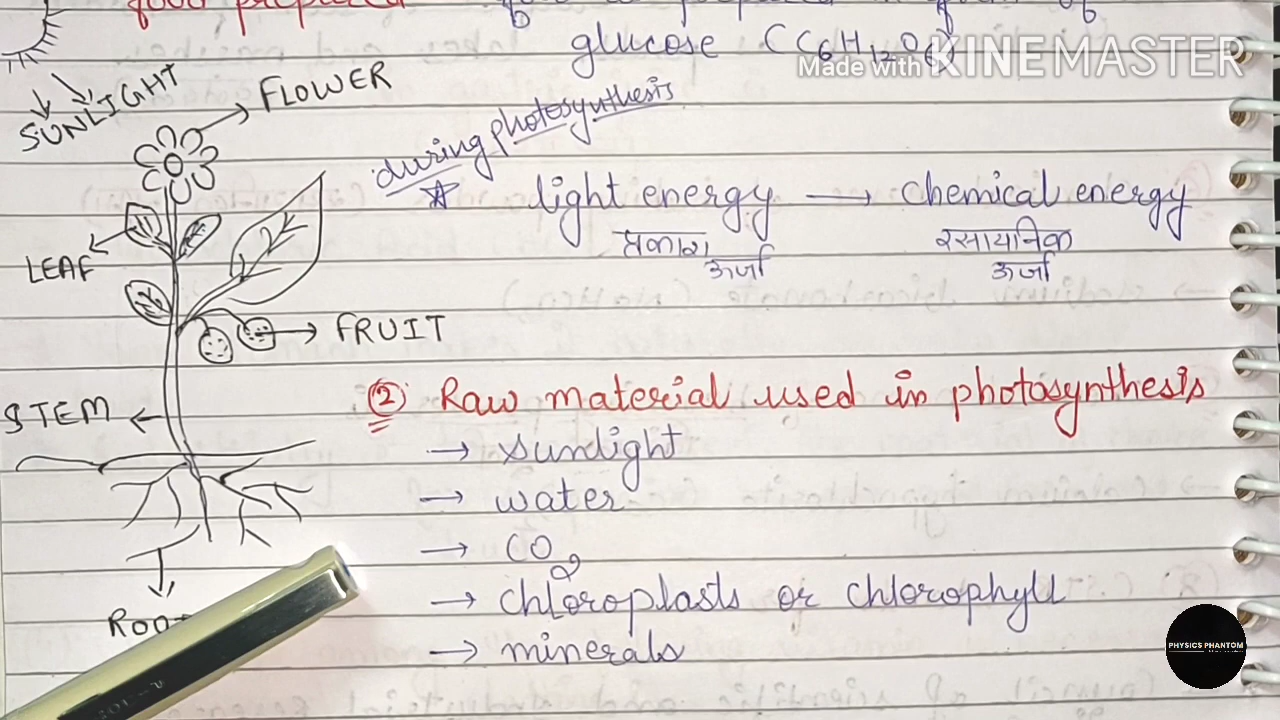 glucose (C6H12O6)
Made with KINEMASTER
SUNLIGHT
FLOWER
during photosynthesis
☆ light energy → chemical energy
प्रकाश रसायनिक
ऊर्जा ऊर्जा
LEAF
→ FRUIT
STEM
② Raw material used in photosynthesis
→ sunlight
→ water
→ CO2
→ chloroplasts or chlorophyll
→ minerals
PHYSICS PHANTOM